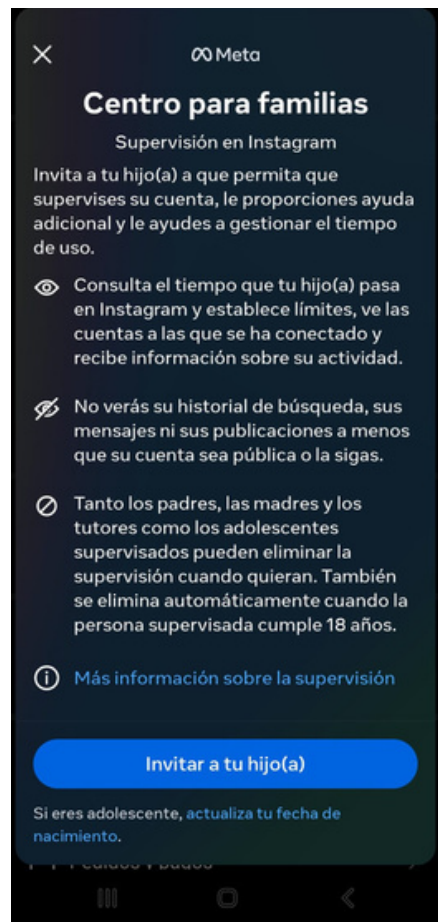 Meta
Centro para familias
Supervisión en Instagram
Invita a tu hijo(a) a que permita que
supervises su cuenta, le proporciones ayuda
adicional y le ayudes a gestionar el tiempo
de uso.
Consulta el tiempo que tu hijo(a) pasa
en Instagram y establece límites, ve las
cuentas a las que se ha conectado y
recibe información sobre su actividad.
No verás su historial de búsqueda, sus
mensajes ni sus publicaciones a menos
que su cuenta sea pública o la sigas.
Tanto los padres, las madres y los
tutores como los adolescentes
supervisados pueden eliminar la
supervisión cuando quieran. También
se elimina automáticamente cuando la
persona supervisada cumple 18 años.
Más información sobre la supervisión
Invitar a tu hijo(a)
Si eres adolescente, actualiza tu fecha de
nacimiento.